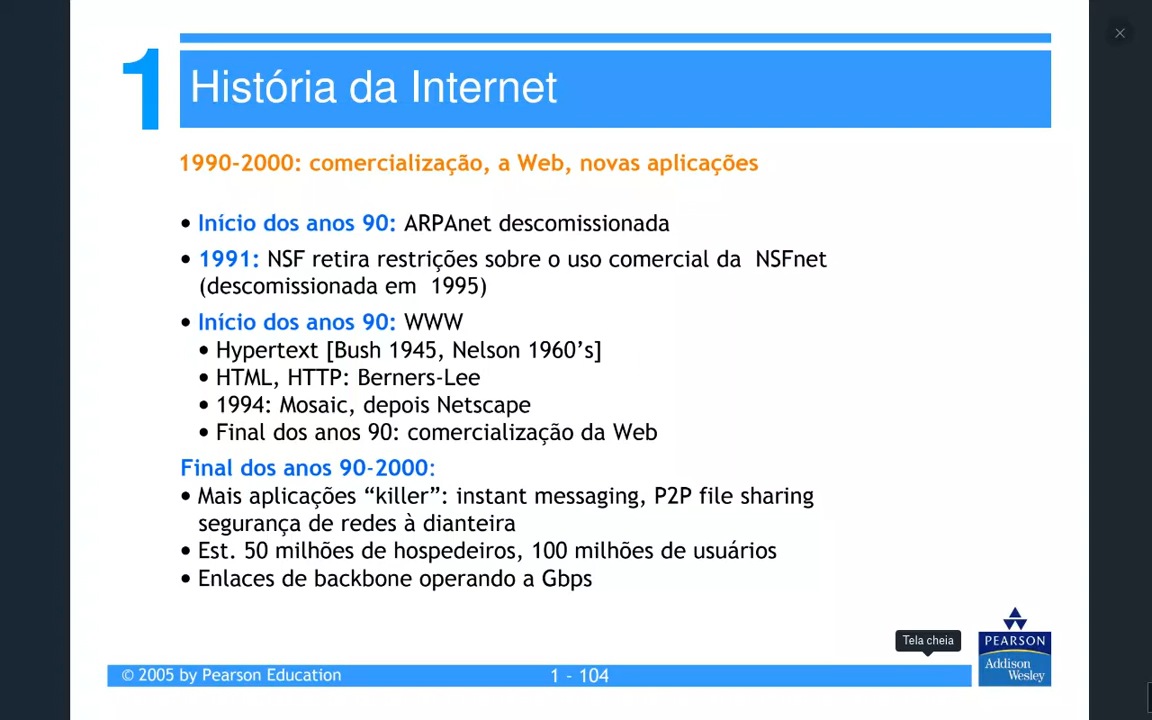 1
História da Internet
1990-2000: comercialização, a Web, novas aplicações
• Início dos anos 90: ARPAnet descomissionada
• 1991: NSF retira restrições sobre o uso comercial da NSFnet
(descomissionada em 1995)
• Início dos anos 90: WWW
• Hypertext [Bush 1945, Nelson 1960’s]
• HTML, HTTP: Berners-Lee
• 1994: Mosaic, depois Netscape
• Final dos anos 90: comercialização da Web
Final dos anos 90-2000:
• Mais aplicações “killer”: instant messaging, P2P file sharing
segurança de redes à dianteira
• Est. 50 milhões de hospedeiros, 100 milhões de usuários
• Enlaces de backbone operando a Gbps
Tela cheia
PEARSON
Addison
Wesley
© 2005 by Pearson Education
1 - 104